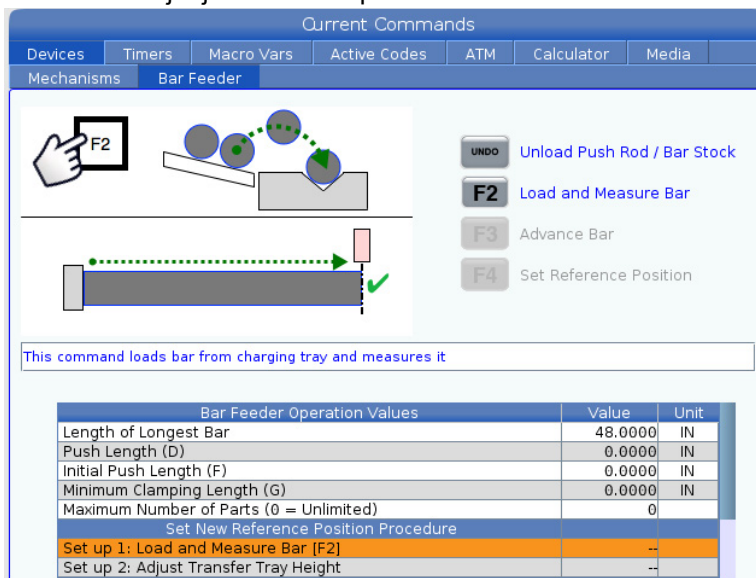 Current Commands
Devices Timers Macro Vars Active Codes ATM Calculator Media
Mechanisms Bar Feeder
F2
UNDO Unload Push Rod / Bar Stock
F2 Load and Measure Bar
F3 Advance Bar
F4 Set Reference Position
This command loads bar from charging tray and measures it
Bar Feeder Operation Values Value Unit
Length of Longest Bar 48.0000 IN
Push Length (D) 0.0000 IN
Initial Push Length (F) 0.0000 IN
Minimum Clamping Length (G) 0.0000 IN
Maximum Number of Parts (0 = Unlimited) 0
Set New Reference Position Procedure
Set up 1: Load and Measure Bar [F2] --
Set up 2: Adjust Transfer Tray Height --